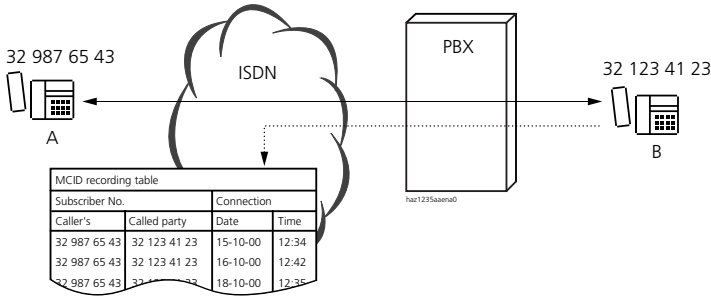 32 987 65 43
ISDN
PBX
32 123 41 23
A
B
haz1235aaena0
MCID recording table
Subscriber No. Connection
Caller's Called party Date Time
32 987 65 43 32 123 41 23 15-10-00 12:34
32 987 65 43 32 123 41 23 16-10-00 12:42
32 987 65 43 32 23 18-10-00 12:35